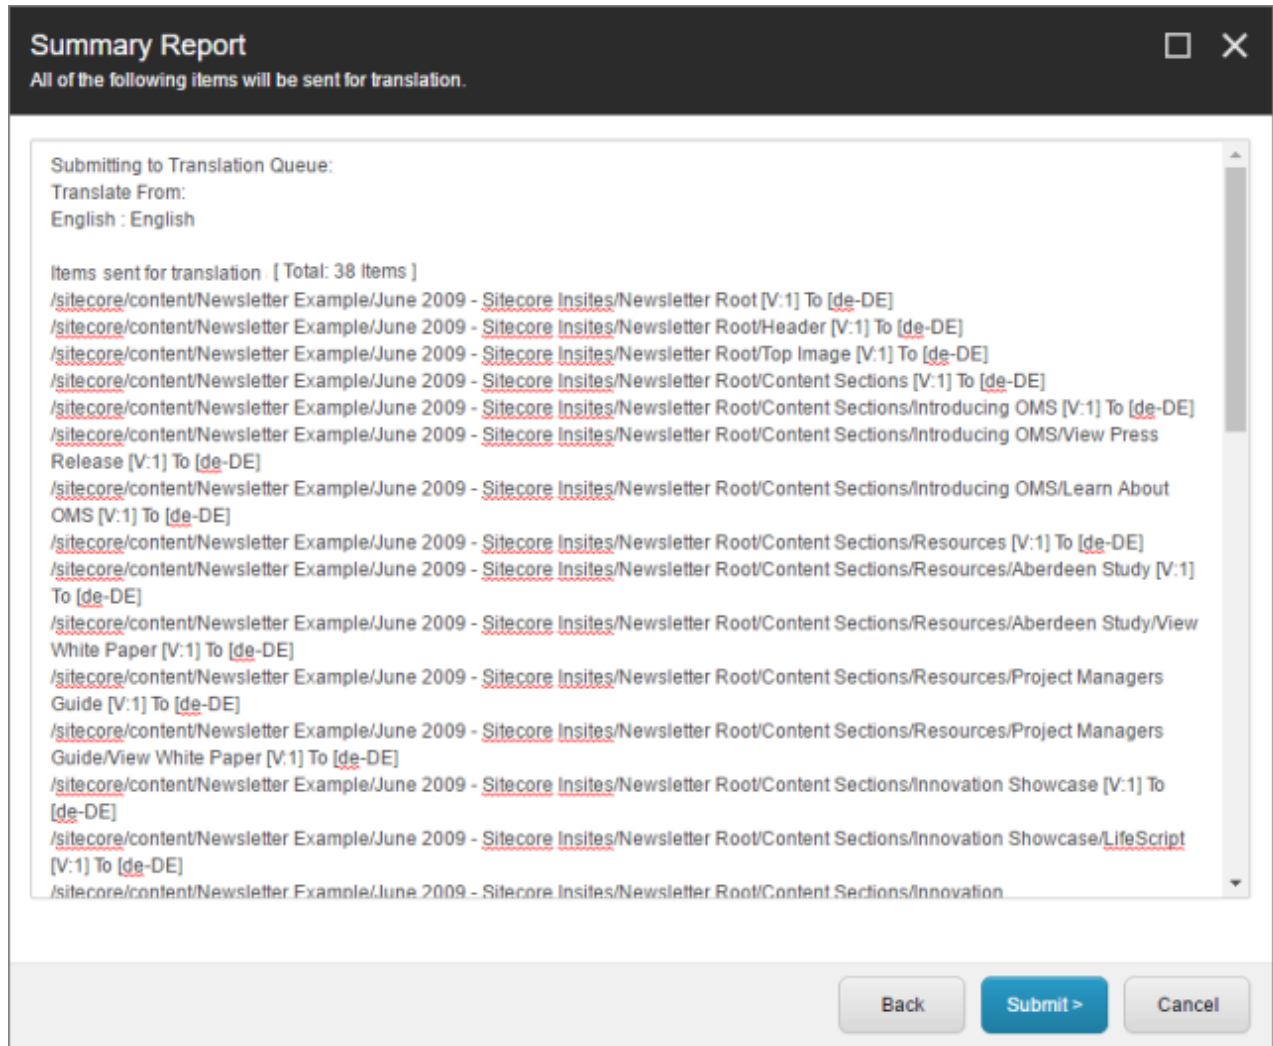 Summary Report
All of the following items will be sent for translation.
Submitting to Translation Queue:
Translate From:
English : English
Items sent for translation [ Total: 38 Items ]
/sitecore/content/Newsletter Example/June 2009 - Sitecore Insites/Newsletter Root [V:1] To [de-DE]
/sitecore/content/Newsletter Example/June 2009 - Sitecore Insites/Newsletter Root/Header [V:1] To [de-DE]
/sitecore/content/Newsletter Example/June 2009 - Sitecore Insites/Newsletter Root/Top Image [V:1] To [de-DE]
/sitecore/content/Newsletter Example/June 2009 - Sitecore Insites/Newsletter Root/Content Sections [V:1] To [de-DE]
/sitecore/content/Newsletter Example/June 2009 - Sitecore Insites/Newsletter Root/Content Sections/Introducing OMS [V:1] To [de-DE]
/sitecore/content/Newsletter Example/June 2009 - Sitecore Insites/Newsletter Root/Content Sections/Introducing OMS/View Press
Release [V:1] To [de-DE]
/sitecore/content/Newsletter Example/June 2009 - Sitecore Insites/Newsletter Root/Content Sections/Introducing OMS/Learn About
OMS [V:1] To [de-DE]
/sitecore/content/Newsletter Example/June 2009 - Sitecore Insites/Newsletter Root/Content Sections/Resources [V:1] To [de-DE]
/sitecore/content/Newsletter Example/June 2009 - Sitecore Insites/Newsletter Root/Content Sections/Resources/Aberdeen Study [V:1]
To [de-DE]
/sitecore/content/Newsletter Example/June 2009 - Sitecore Insites/Newsletter Root/Content Sections/Resources/Aberdeen Study/View
White Paper [V:1] To [de-DE]
/sitecore/content/Newsletter Example/June 2009 - Sitecore Insites/Newsletter Root/Content Sections/Resources/Project Managers
Guide [V:1] To [de-DE]
/sitecore/content/Newsletter Example/June 2009 - Sitecore Insites/Newsletter Root/Content Sections/Resources/Project Managers
Guide/View White Paper [V:1] To [de-DE]
/sitecore/content/Newsletter Example/June 2009 - Sitecore Insites/Newsletter Root/Content Sections/Innovation Showcase [V:1] To
[de-DE]
/sitecore/content/Newsletter Example/June 2009 - Sitecore Insites/Newsletter Root/Content Sections/Innovation Showcase/LifeScript
[V:1] To [de-DE]
/sitecore/content/Newsletter Example/June 2009 - Sitecore Insites/Newsletter Root/Content Sections/Innovation
Back
Submit >
Cancel